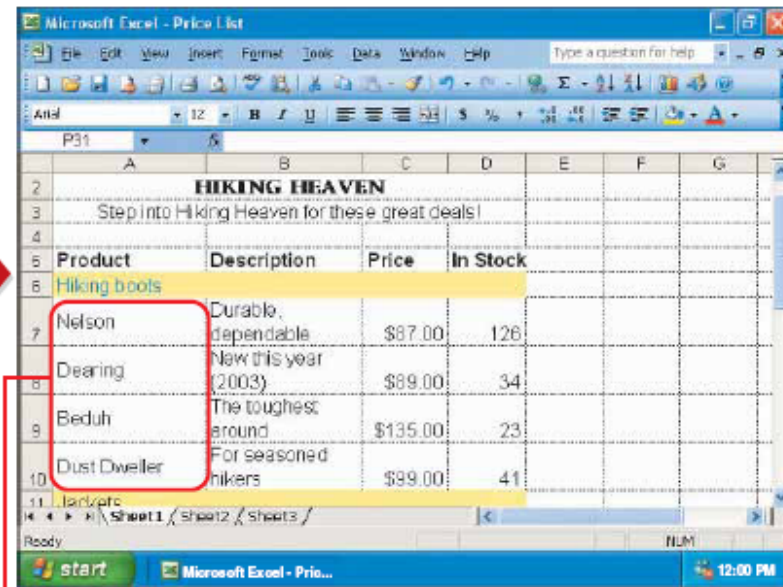 Microsoft Excel - Price List
File Edit View Insert Format Tools Data Window Help Type a question for help
Arial 12 B I U $ % ,
P31 fx
A B C D E F G
2 HIKING HEAVEN
3 Step into Hiking Heaven for these great deals!
4
5 Product Description Price In Stock
6 Hiking boots
Durable,
7 Nelson dependable $87.00 126
New this year
8 Dearing (2003) $89.00 34
The toughest
9 Beduh around $135.00 23
For seasoned
10 Dust Dweller hikers $99.00 41
11 Jackets
Sheet1 / Sheet2 / Sheet3 /
Ready NUM
start Microsoft Excel - Pric... 12:00 PM